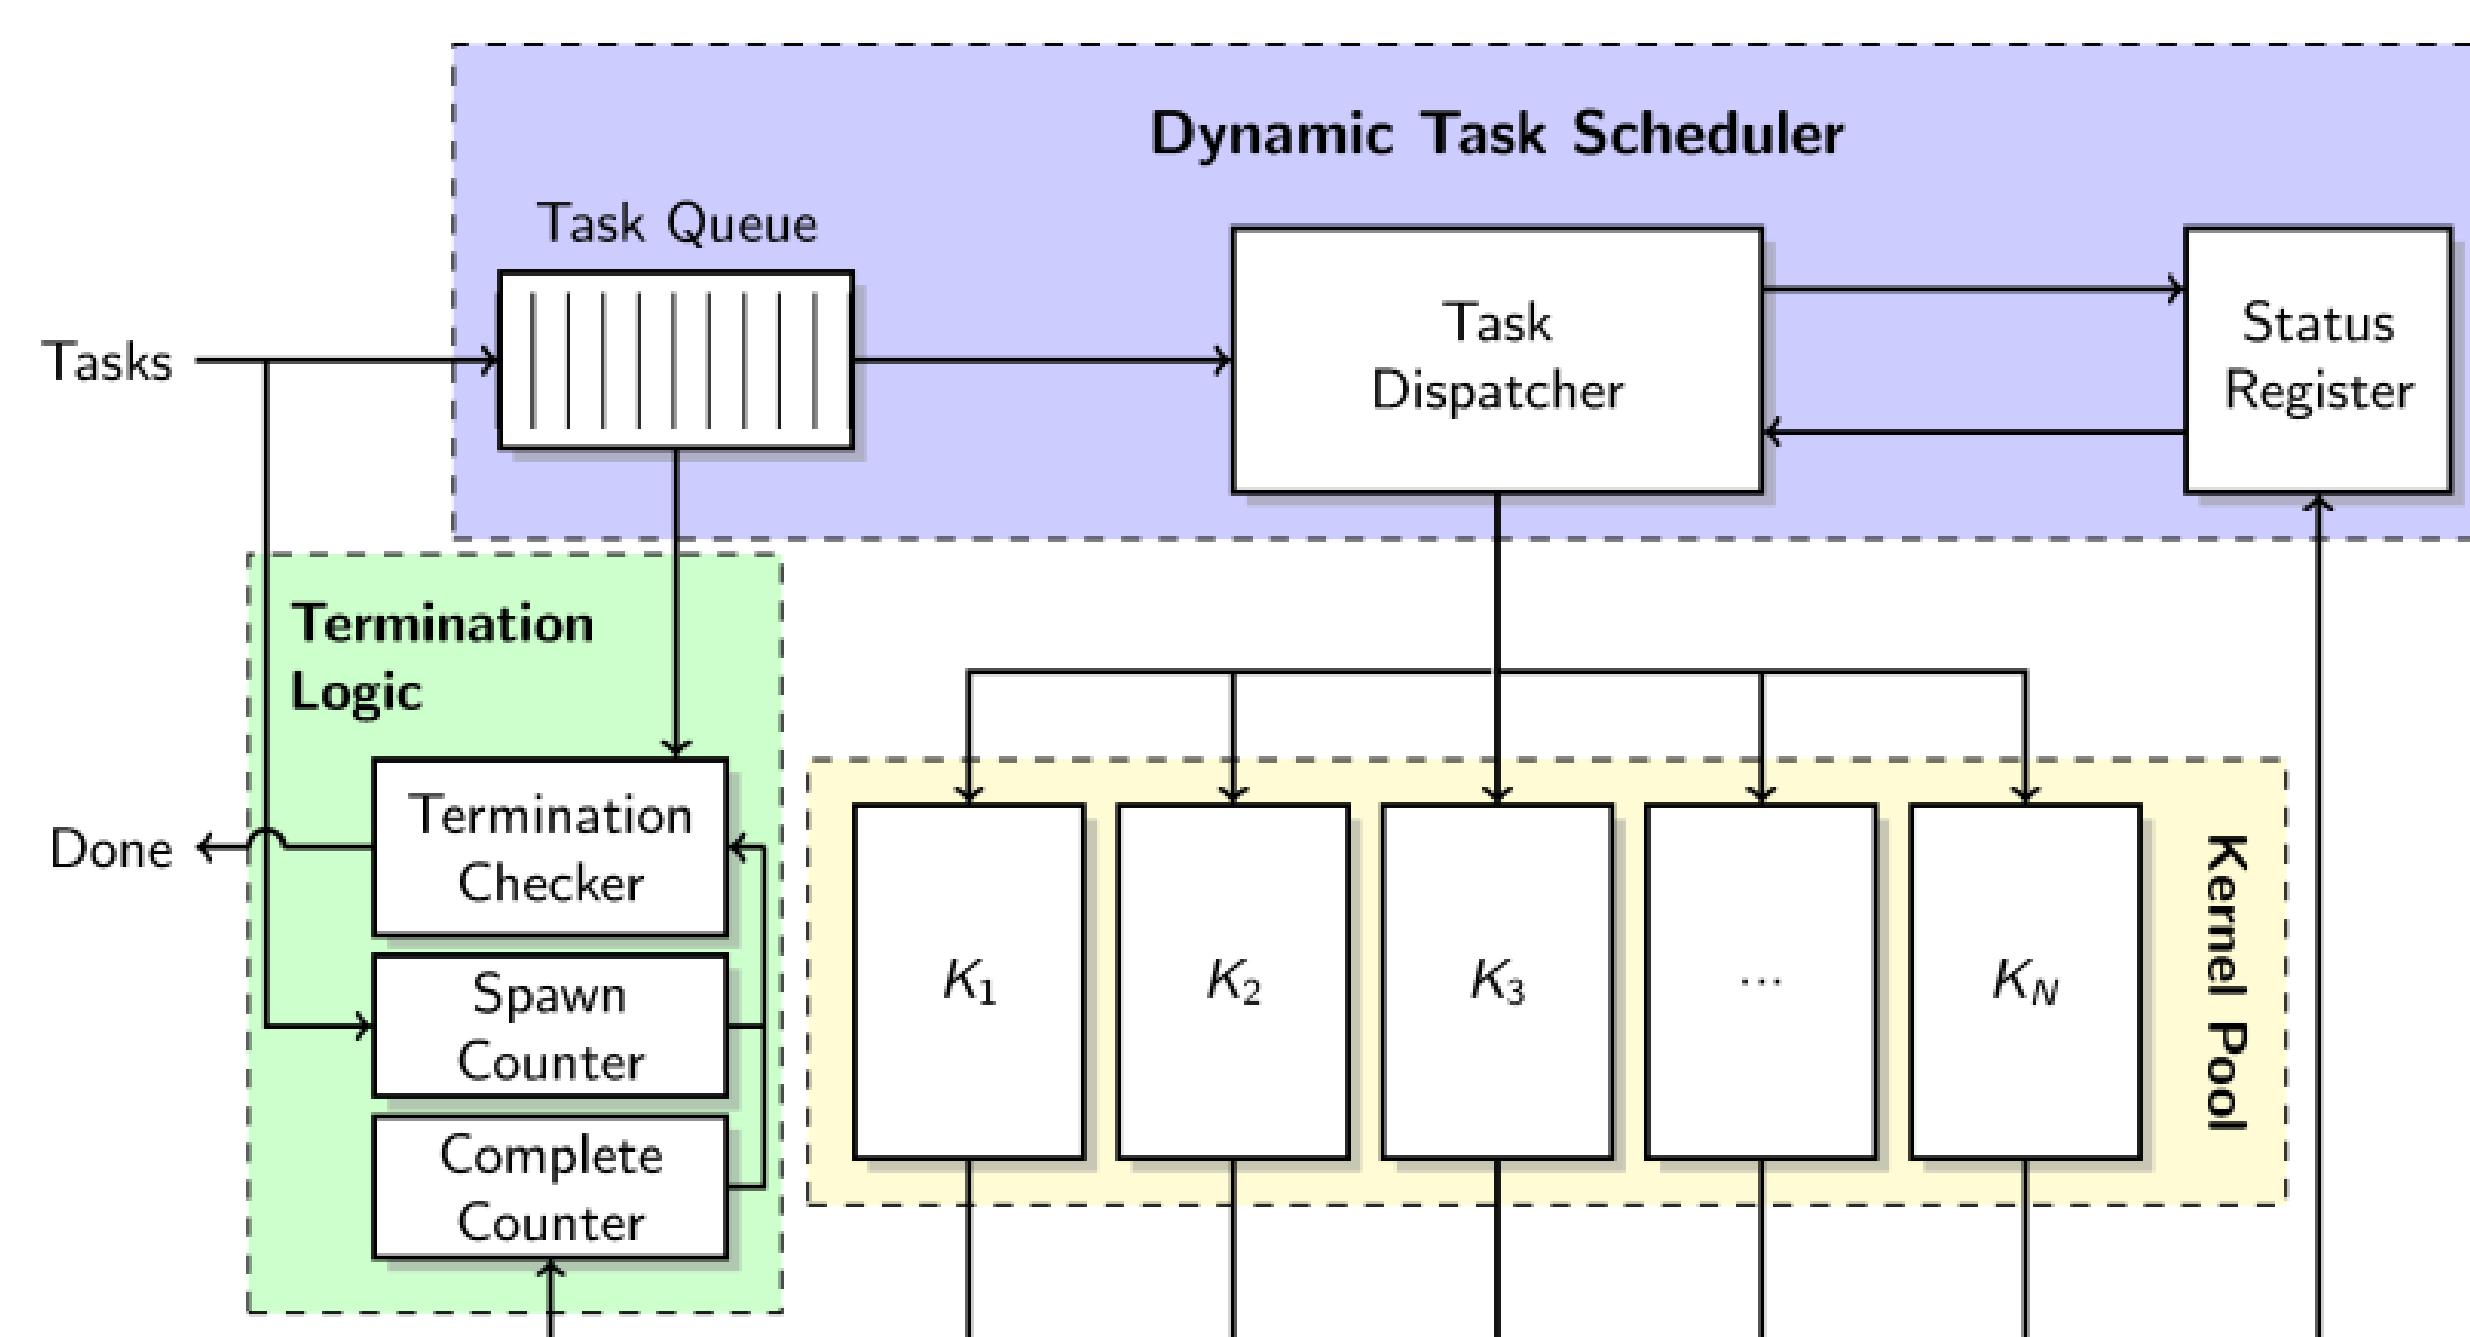 Dynamic Task Scheduler
Task Queue
Tasks
Task
Dispatcher
Status
Register
Termination
Logic
Termination
Checker
Done
Spawn
Counter
Complete
Counter
K1
K2
K3
...
KN
Kernel Pool